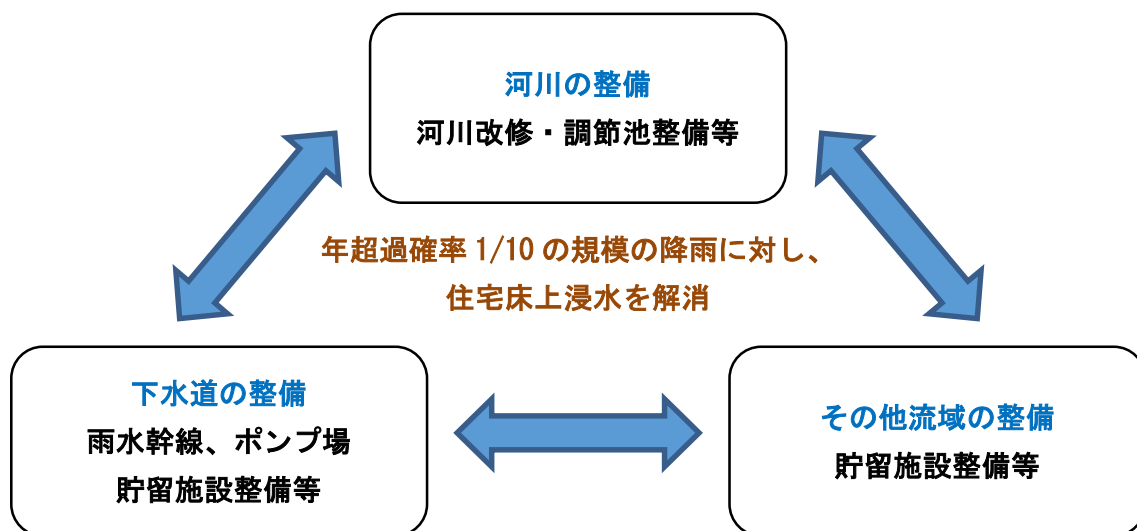 河川の整備
河川改修・調節池整備等
年超過確率 1/10 の規模の降雨に対し、
住宅床上浸水を解消
下水道の整備
雨水幹線、ポンプ場
貯留施設整備等
その他流域の整備
貯留施設整備等